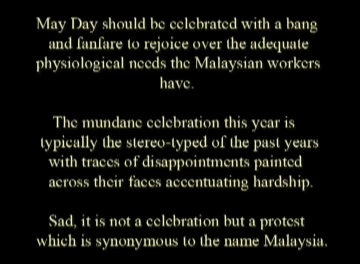 May Day should be celebrated with a bang
and fanfare to rejoice over the adequate
physiological needs the Malaysian workers
have.
The mundane celebration this year is
typically the stereo-typed of the past years
with traces of disappointments painted
across their faces accentuating hardship.
Sad, it is not a celebration but a protest
which is synonymous to the name Malaysia.